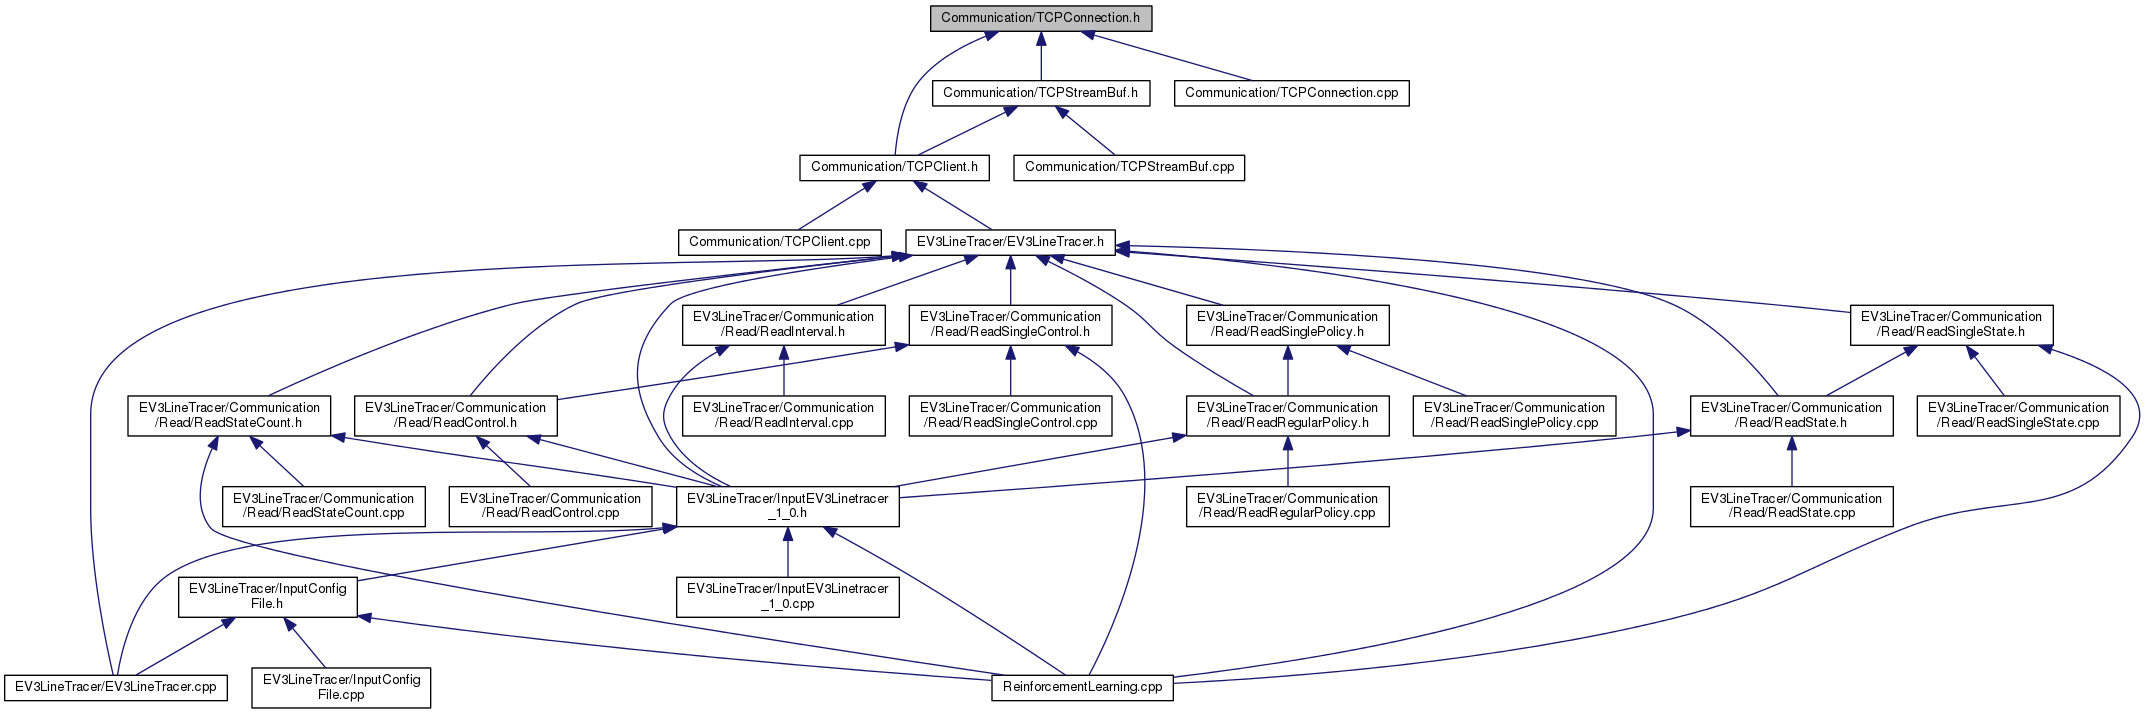 Communication/TCPConnection.h
Communication/TCPStreamBuf.h
Communication/TCPConnection.cpp
Communication/TCPClient.h
Communication/TCPStreamBuf.cpp
Communication/TCPClient.cpp
EV3LineTracer/EV3LineTracer.h
EV3LineTracer/Communication
/Read/ReadInterval.h
EV3LineTracer/Communication
/Read/ReadSingleControl.h
EV3LineTracer/Communication
/Read/ReadSinglePolicy.h
EV3LineTracer/Communication
/Read/ReadSingleState.h
EV3LineTracer/Communication
/Read/ReadStateCount.h
EV3LineTracer/Communication
/Read/ReadControl.h
EV3LineTracer/Communication
/Read/ReadInterval.cpp
EV3LineTracer/Communication
/Read/ReadSingleControl.cpp
EV3LineTracer/Communication
/Read/ReadRegularPolicy.h
EV3LineTracer/Communication
/Read/ReadSinglePolicy.cpp
EV3LineTracer/Communication
/Read/ReadState.h
EV3LineTracer/Communication
/Read/ReadSingleState.cpp
EV3LineTracer/Communication
/Read/ReadStateCount.cpp
EV3LineTracer/Communication
/Read/ReadControl.cpp
EV3LineTracer/InputEV3Linetracer
_1_0.h
EV3LineTracer/Communication
/Read/ReadRegularPolicy.cpp
EV3LineTracer/Communication
/Read/ReadState.cpp
EV3LineTracer/InputConfig
File.h
EV3LineTracer/InputEV3Linetracer
_1_0.cpp
EV3LineTracer/EV3LineTracer.cpp
EV3LineTracer/InputConfig
File.cpp
ReinforcementLearning.cpp